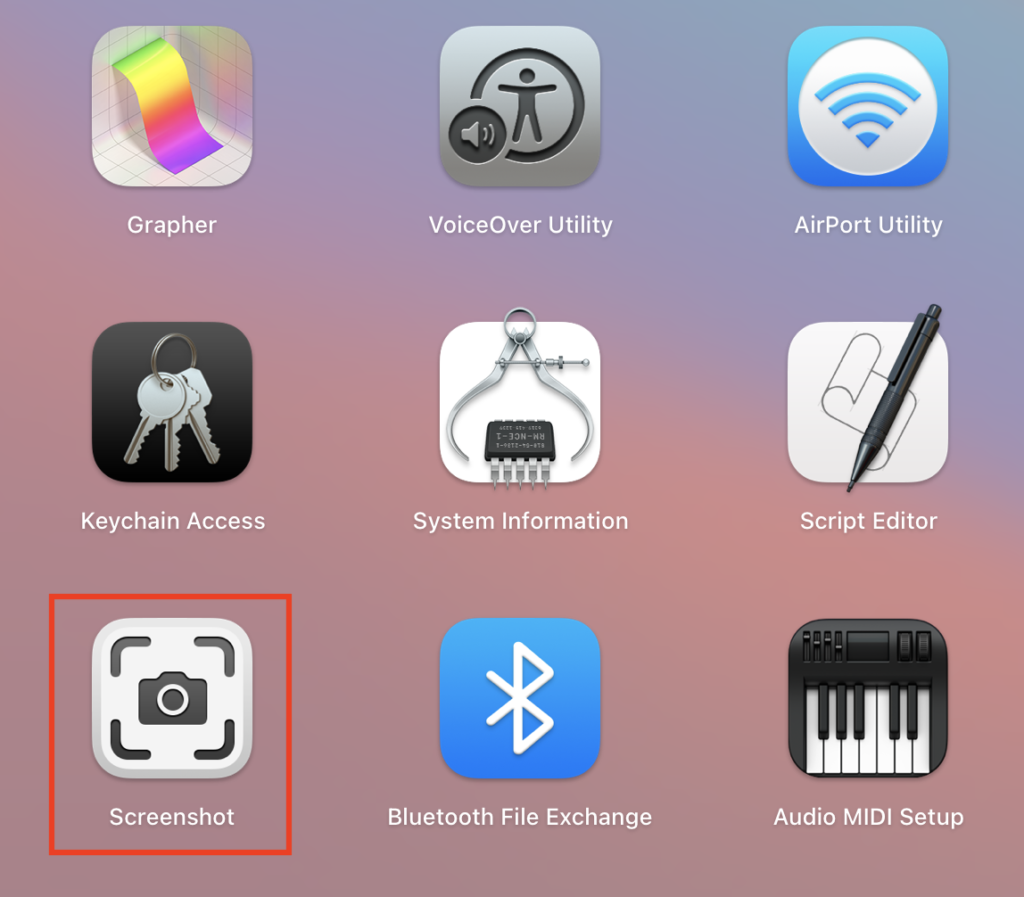 Grapher
VoiceOver Utility
AirPort Utility
Keychain Access
System Information
Script Editor
Screenshot
Bluetooth File Exchange
Audio MIDI Setup